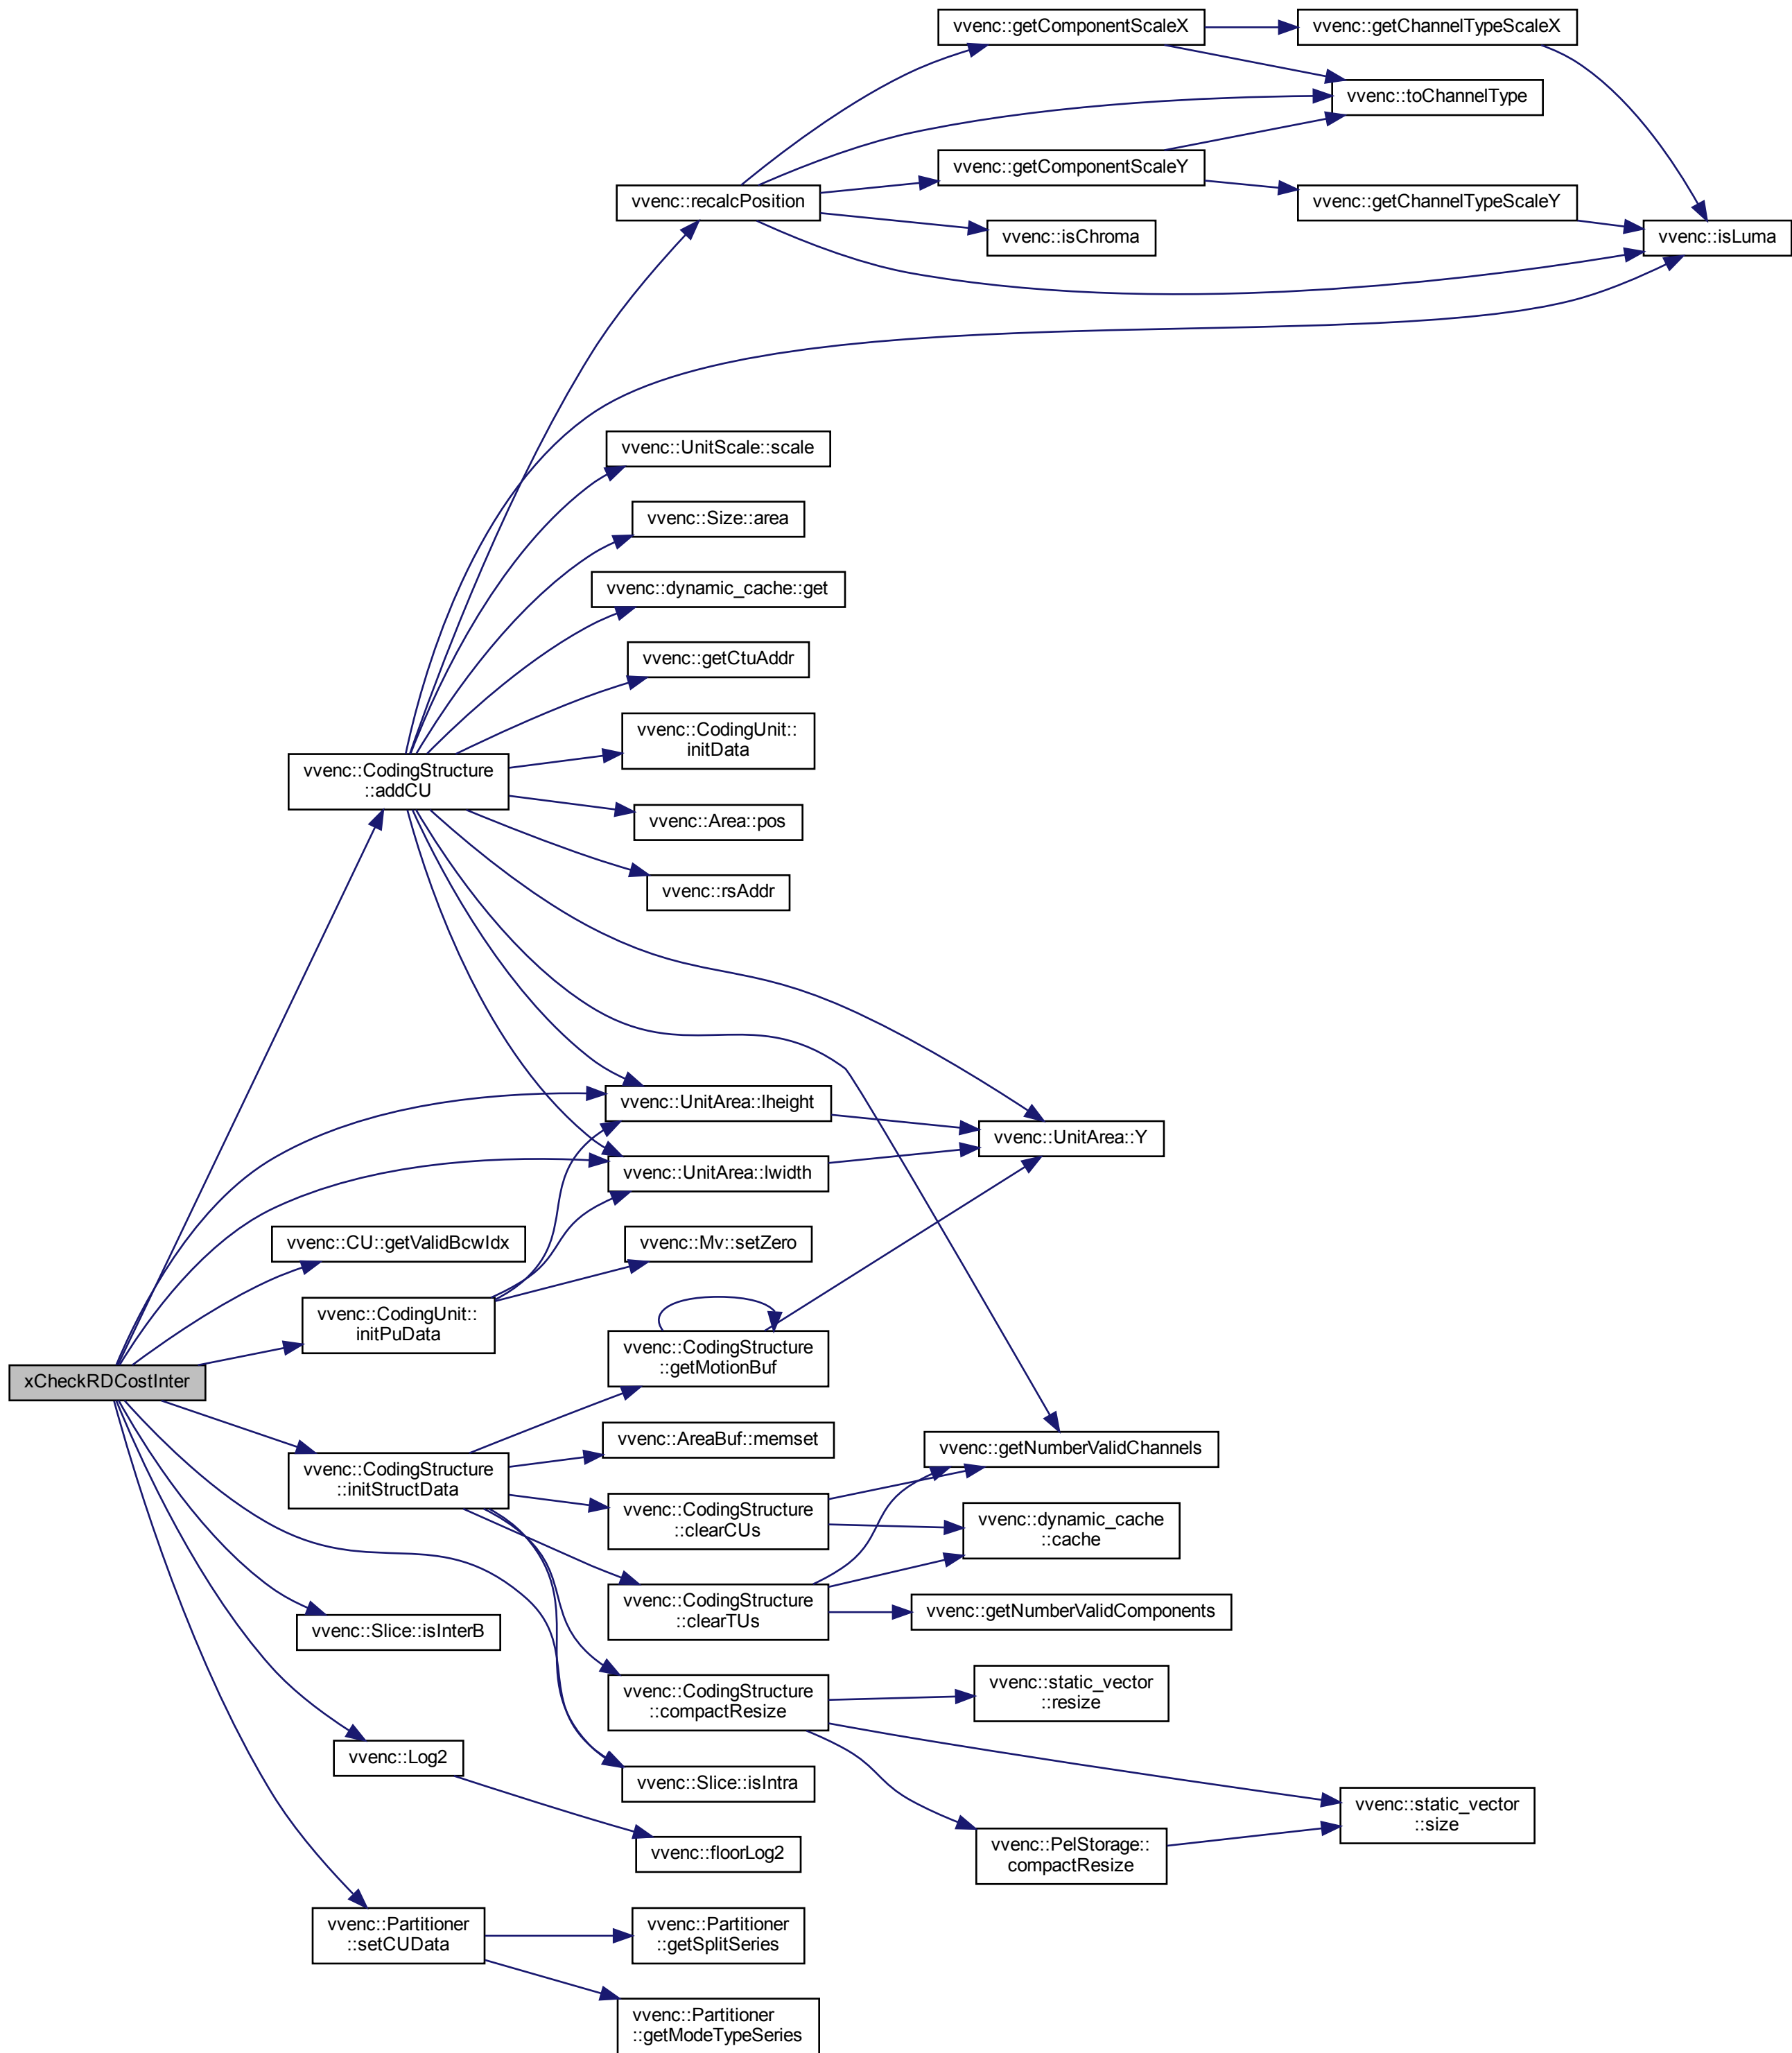 vvenc::getComponentScaleX
vvenc::getChannelTypeScaleX
vvenc::toChannelType
vvenc::getComponentScaleY
vvenc::recalcPosition
vvenc::getChannelTypeScaleY
vvenc::isChroma
vvenc::isLuma
vvenc::UnitScale::scale
vvenc::Size::area
vvenc::dynamic_cache::get
vvenc::getCtuAddr
vvenc::CodingUnit::
initData
vvenc::CodingStructure
::addCU
vvenc::Area::pos
vvenc::rsAddr
vvenc::UnitArea::lheight
vvenc::UnitArea::Y
vvenc::UnitArea::lwidth
vvenc::CU::getValidBcwIdx
vvenc::Mv::setZero
vvenc::CodingUnit::
initPuData
vvenc::CodingStructure
::getMotionBuf
xCheckRDCostInter
vvenc::AreaBuf::memset
vvenc::getNumberValidChannels
vvenc::CodingStructure
::initStructData
vvenc::CodingStructure
::clearCUs
vvenc::dynamic_cache
::cache
vvenc::CodingStructure
::clearTUs
vvenc::getNumberValidComponents
vvenc::Slice::isInterB
vvenc::CodingStructure
::compactResize
vvenc::static_vector
::resize
vvenc::Log2
vvenc::Slice::isIntra
vvenc::static_vector
::size
vvenc::floorLog2
vvenc::PelStorage::
compactResize
vvenc::Partitioner
::setCUData
vvenc::Partitioner
::getSplitSeries
vvenc::Partitioner
::getModeTypeSeries